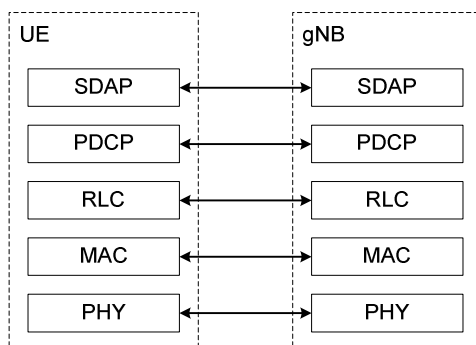 UE gNB
SDAP SDAP
PDCP PDCP
RLC RLC
MAC MAC
PHY PHY